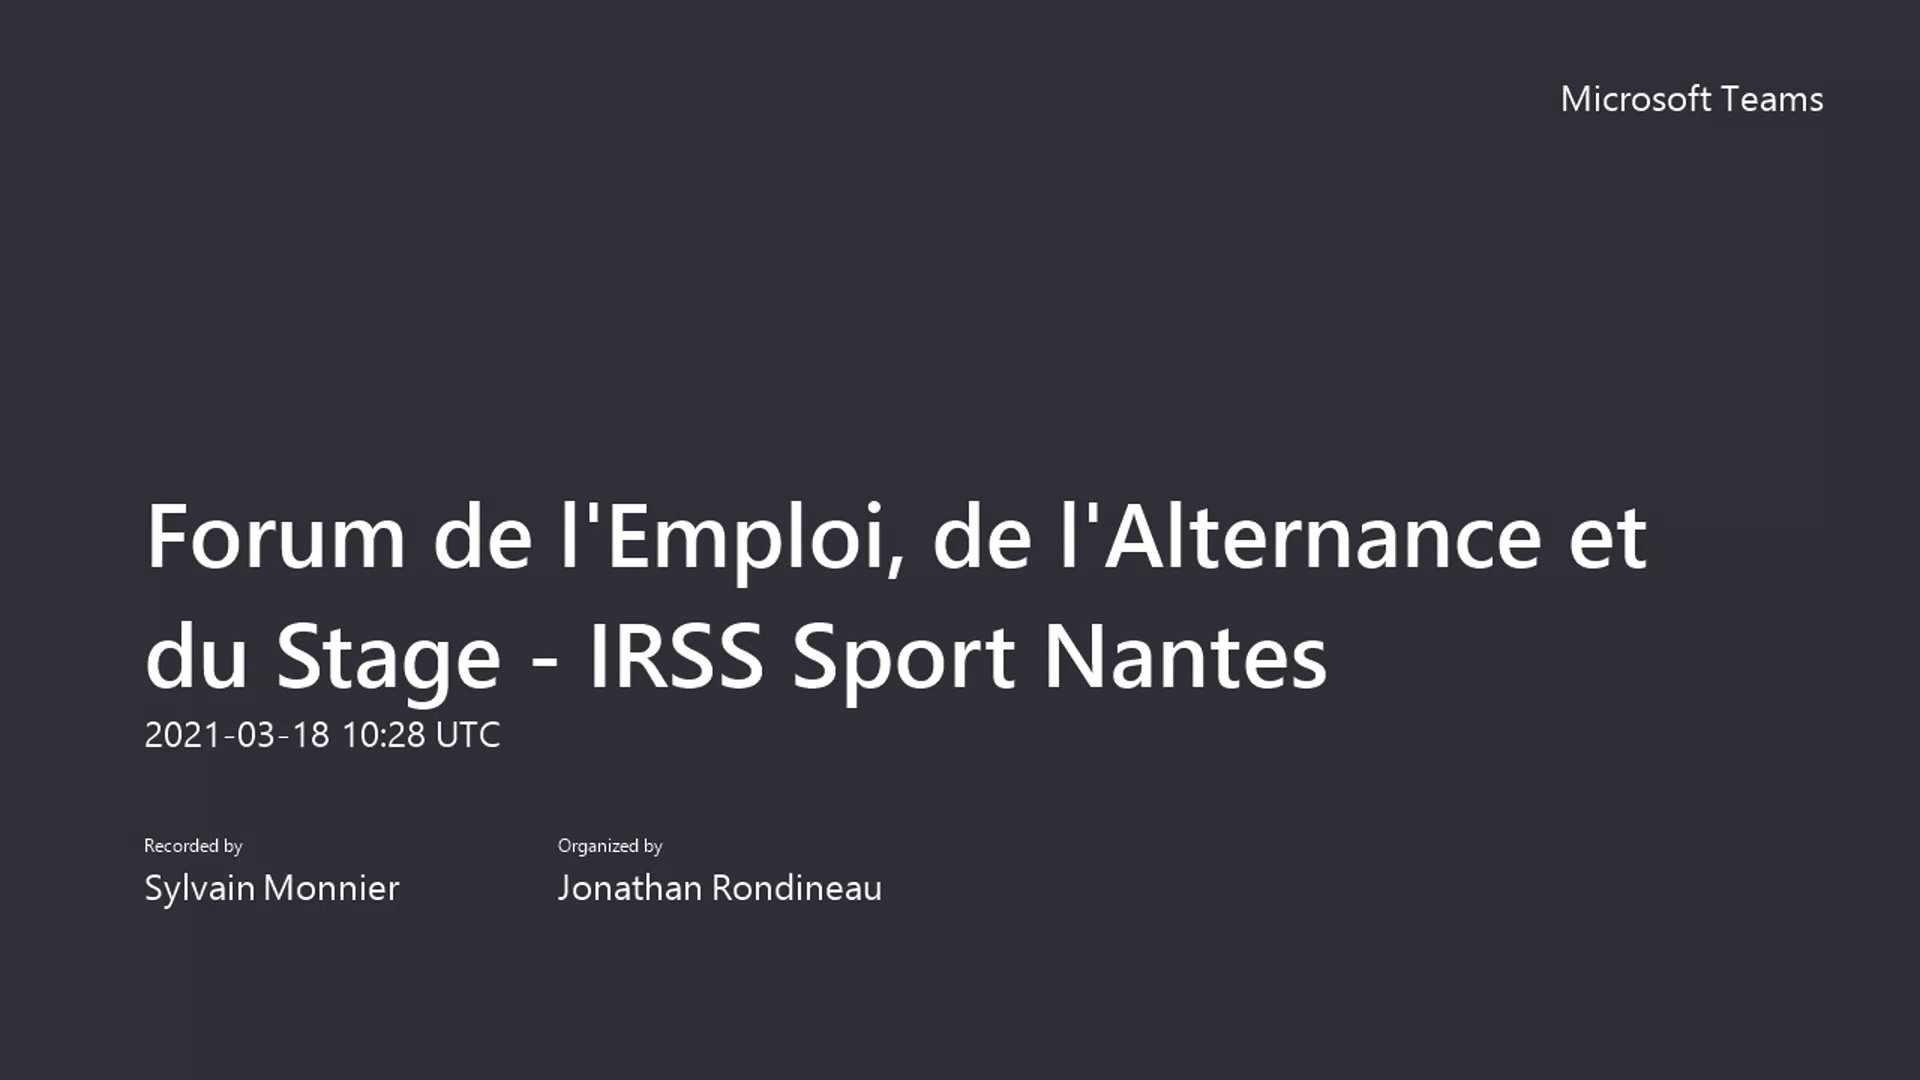 Microsoft Teams
Forum de l'Emploi, de l'Alternance et
du Stage - IRSS Sport Nantes
2021-03-18 10:28 UTC
Recorded by
Sylvain Monnier
Organized by
Jonathan Rondineau